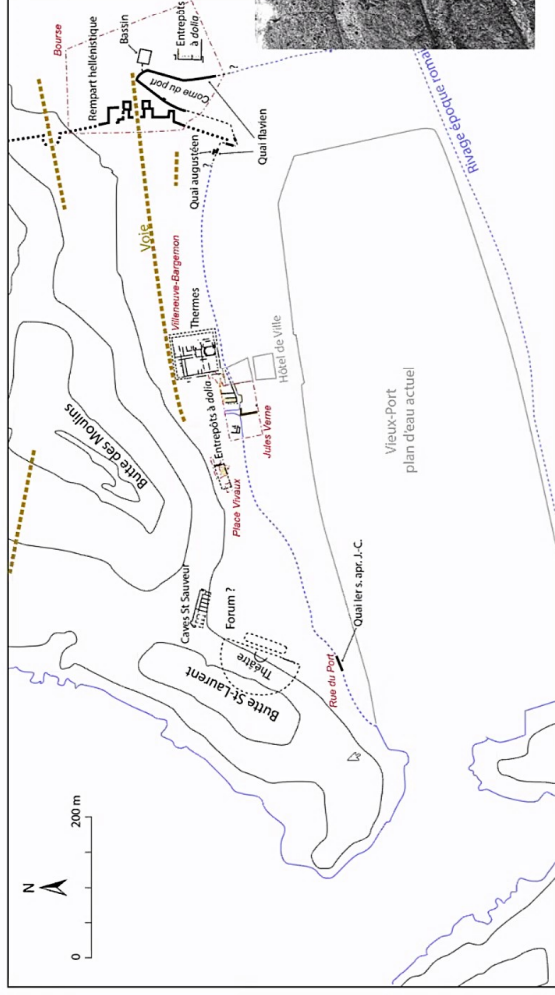 N
0
200 m
Butte des Moulins
Voie
Villeneuve-Bargemon
Thermes
Entrepôts à dolia
Place Vivaux
Jules Verne
Hôtel de Ville
Caves St Sauveur
Forum ?
Théâtre
Butte St-Laurent
Rue du Port
Quai Ier s. apr. J.-C.
Vieux-Port
plan d'eau actuel
Bourse
Rempart hellénistique
Bassin
Entrepôts
à dolia
Corne du port
?
Quai augustéen
?
Quai flavien
Rivage époque romai